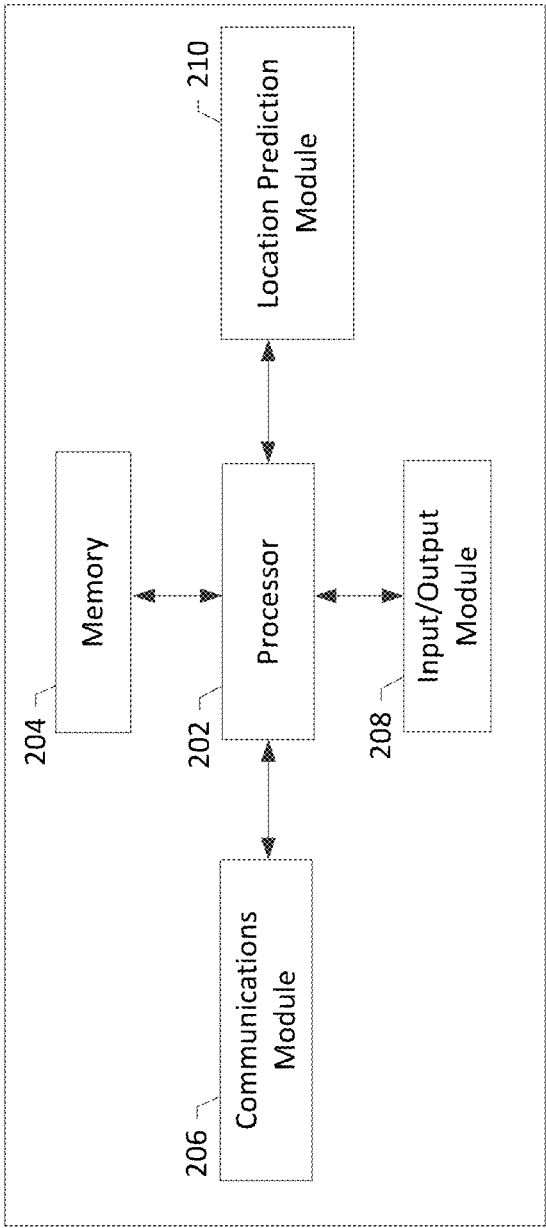 204
Memory
206
Communications
Module
202
Processor
210
Location Prediction
Module
208
Input/Output
Module